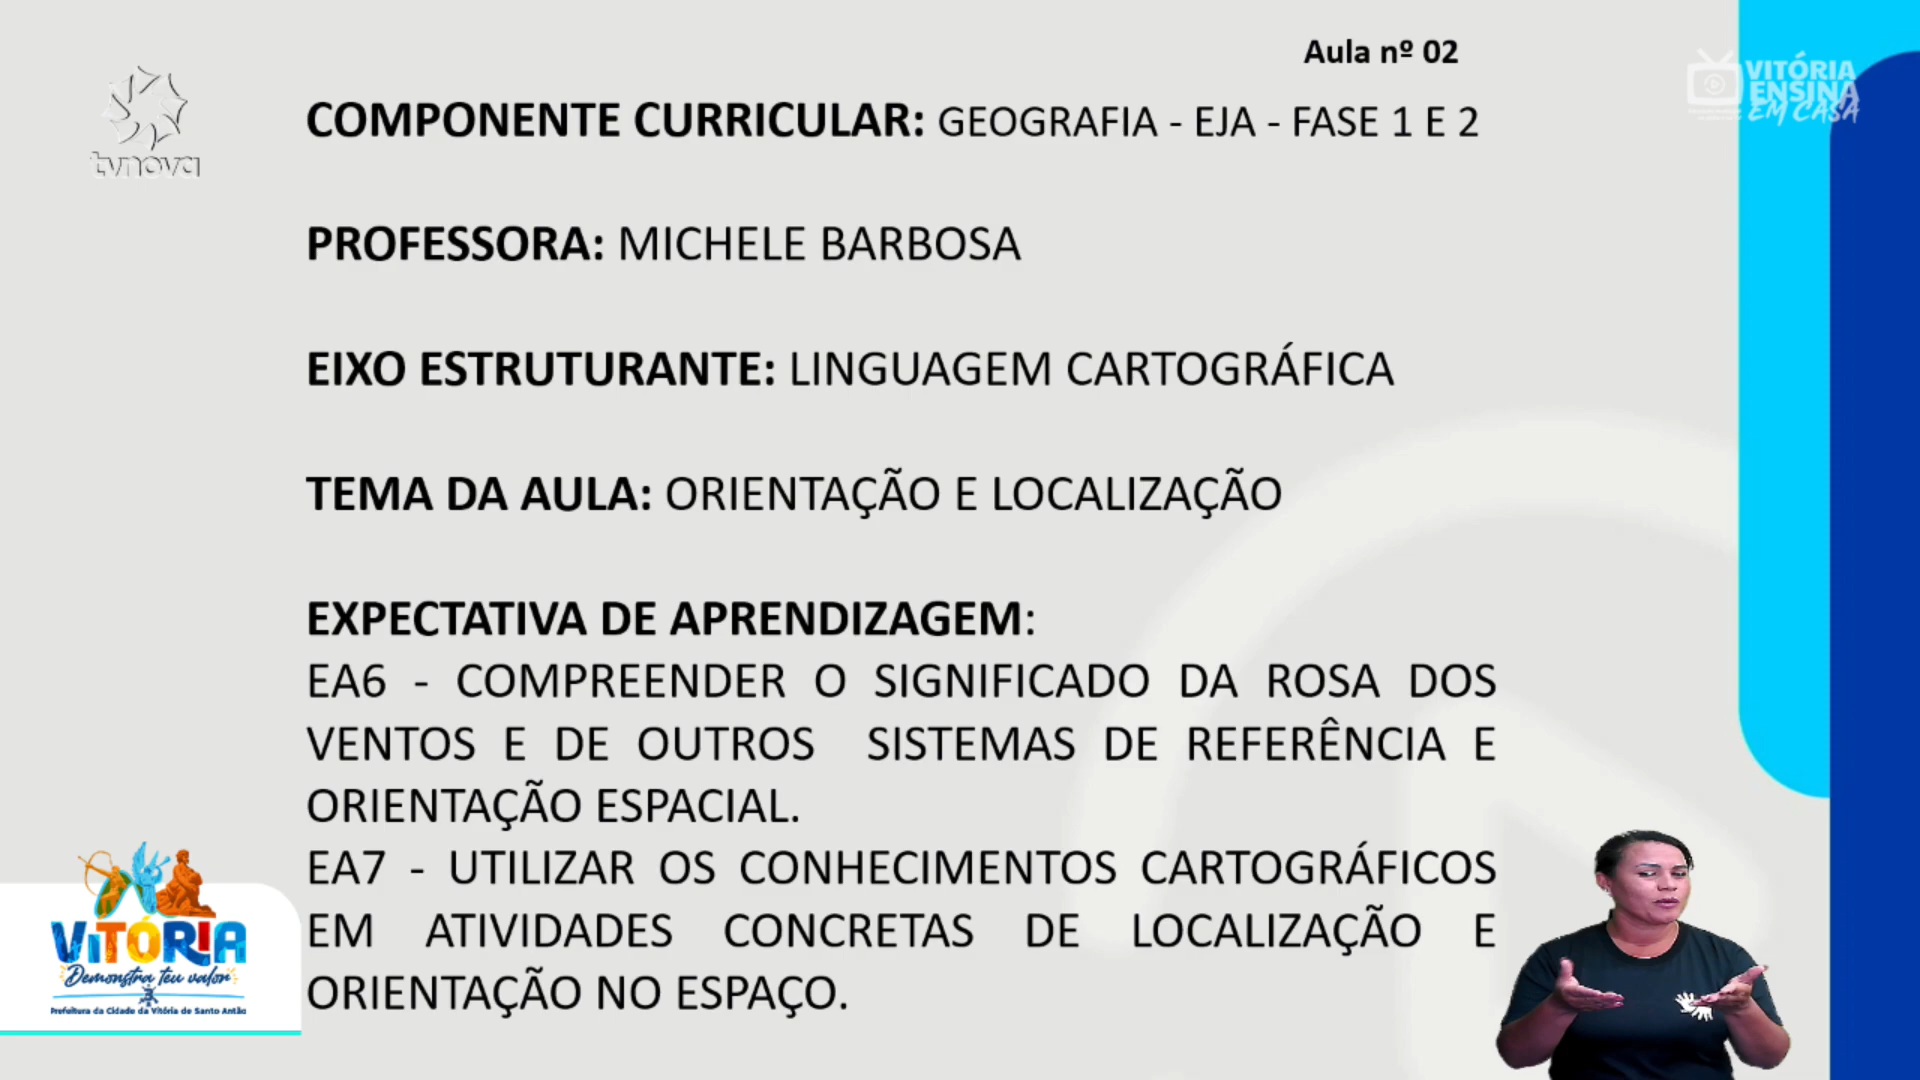 Aula nº 02
VITÓRIA
ENSINA
EM CASA
tvnova
COMPONENTE CURRICULAR: GEOGRAFIA - EJA - FASE 1 E 2
PROFESSORA: MICHELE BARBOSA
EIXO ESTRUTURANTE: LINGUAGEM CARTOGRÁFICA
TEMA DA AULA: ORIENTAÇÃO E LOCALIZAÇÃO
EXPECTATIVA DE APRENDIZAGEM:
EA6 - COMPREENDER O SIGNIFICADO DA ROSA DOS
VENTOS E DE OUTROS SISTEMAS DE REFERÊNCIA E
ORIENTAÇÃO ESPACIAL.
EA7 - UTILIZAR OS CONHECIMENTOS CARTOGRÁFICOS
EM ATIVIDADES CONCRETAS DE LOCALIZAÇÃO E
ORIENTAÇÃO NO ESPAÇO.
VITÓRIA
Demonstra teu valor
Prefeitura da Cidade da Vitória de Santo Antão